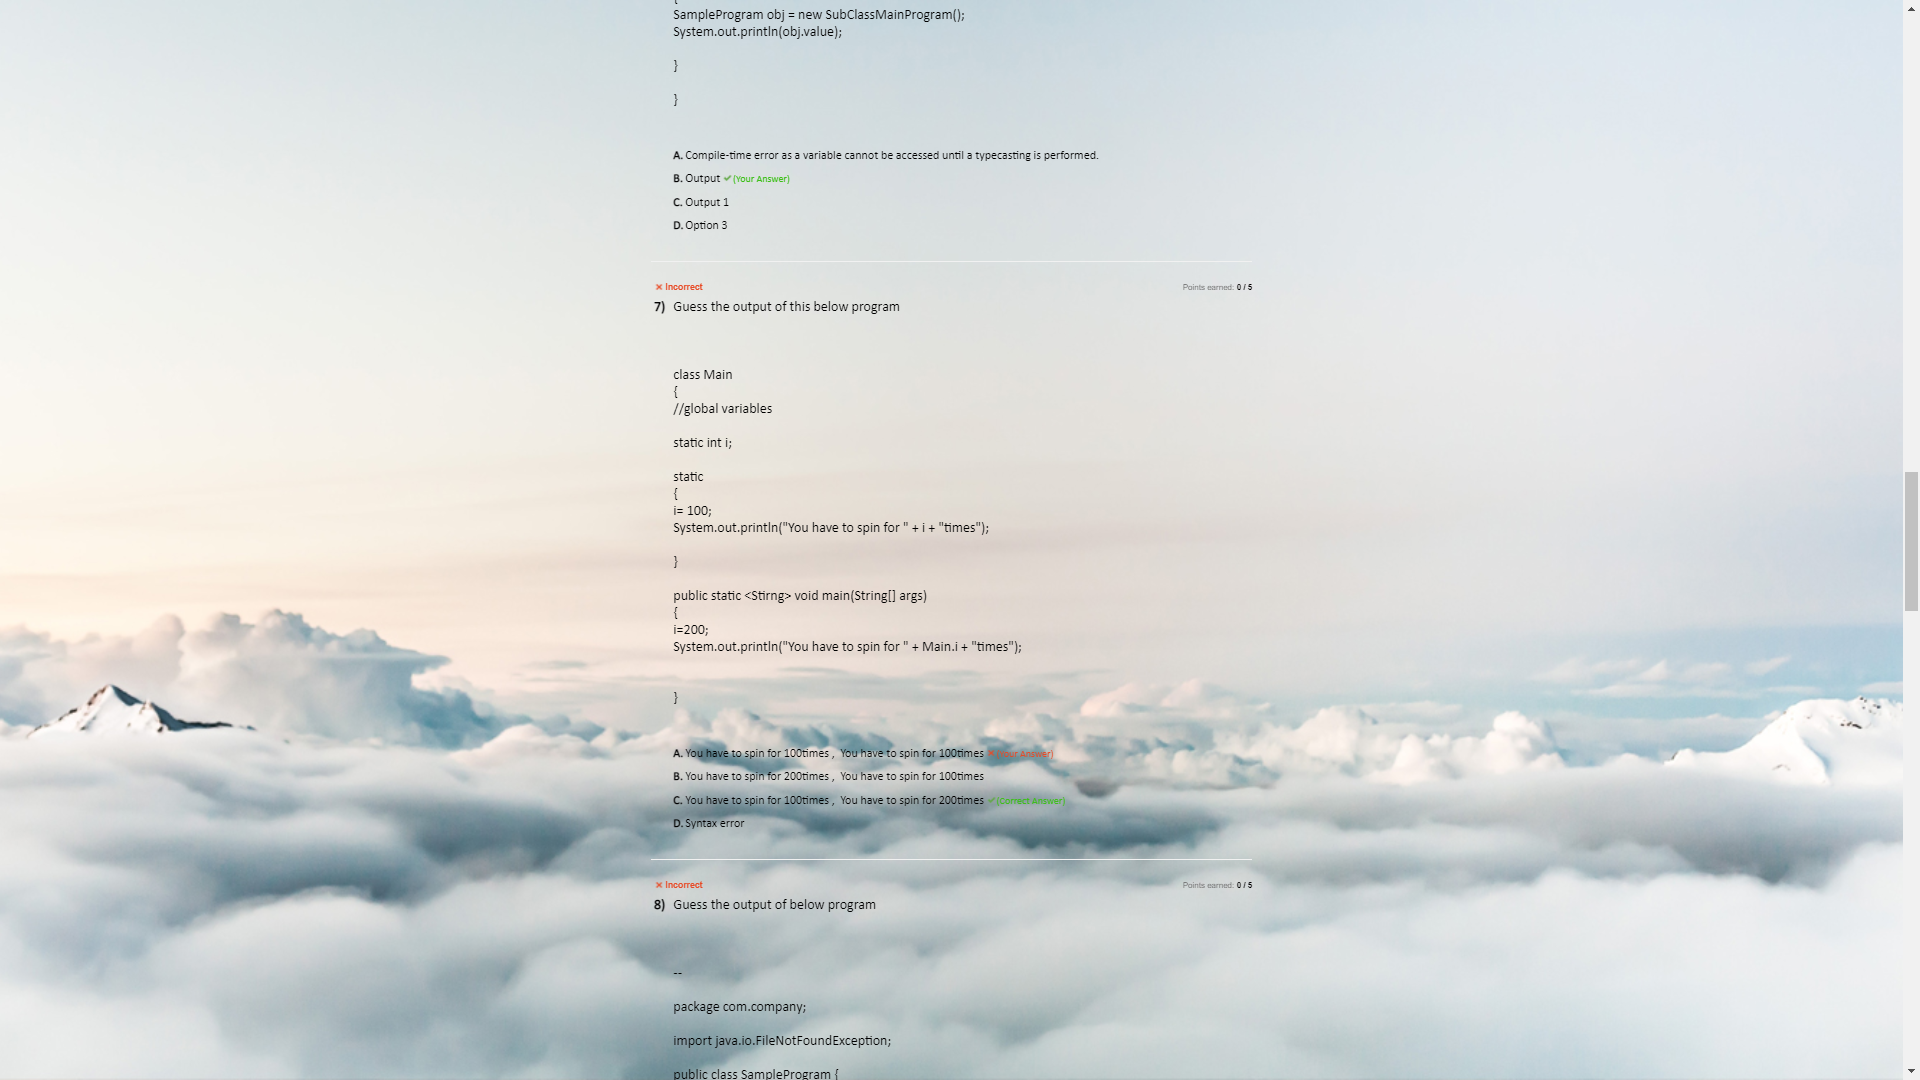 {
SampleProgram obj = new SubClassMainProgram();
System.out.println(obj.value);
}
}
A. Compile-time error as a variable cannot be accessed until a typecasting is performed.
B. Output ✔(Your Answer)
C. Output 1
D. Option 3
✖ Incorrect
Points earned: 0 / 5
7) Guess the output of this below program
class Main
{
//global variables
static int i;
static
{
i= 100;
System.out.println("You have to spin for " + i + "times");
}
public static <Stirng> void main(String[] args)
{
i=200;
System.out.println("You have to spin for " + Main.i + "times");
}
A. You have to spin for 100times ,  You have to spin for 100times ✖(Your Answer)
B. You have to spin for 200times ,  You have to spin for 100times
C. You have to spin for 100times ,  You have to spin for 200times ✔(Correct Answer)
D. Syntax error
✖ Incorrect
Points earned: 0 / 5
8) Guess the output of below program
--
package com.company;
import java.io.FileNotFoundException;
public class SampleProgram {